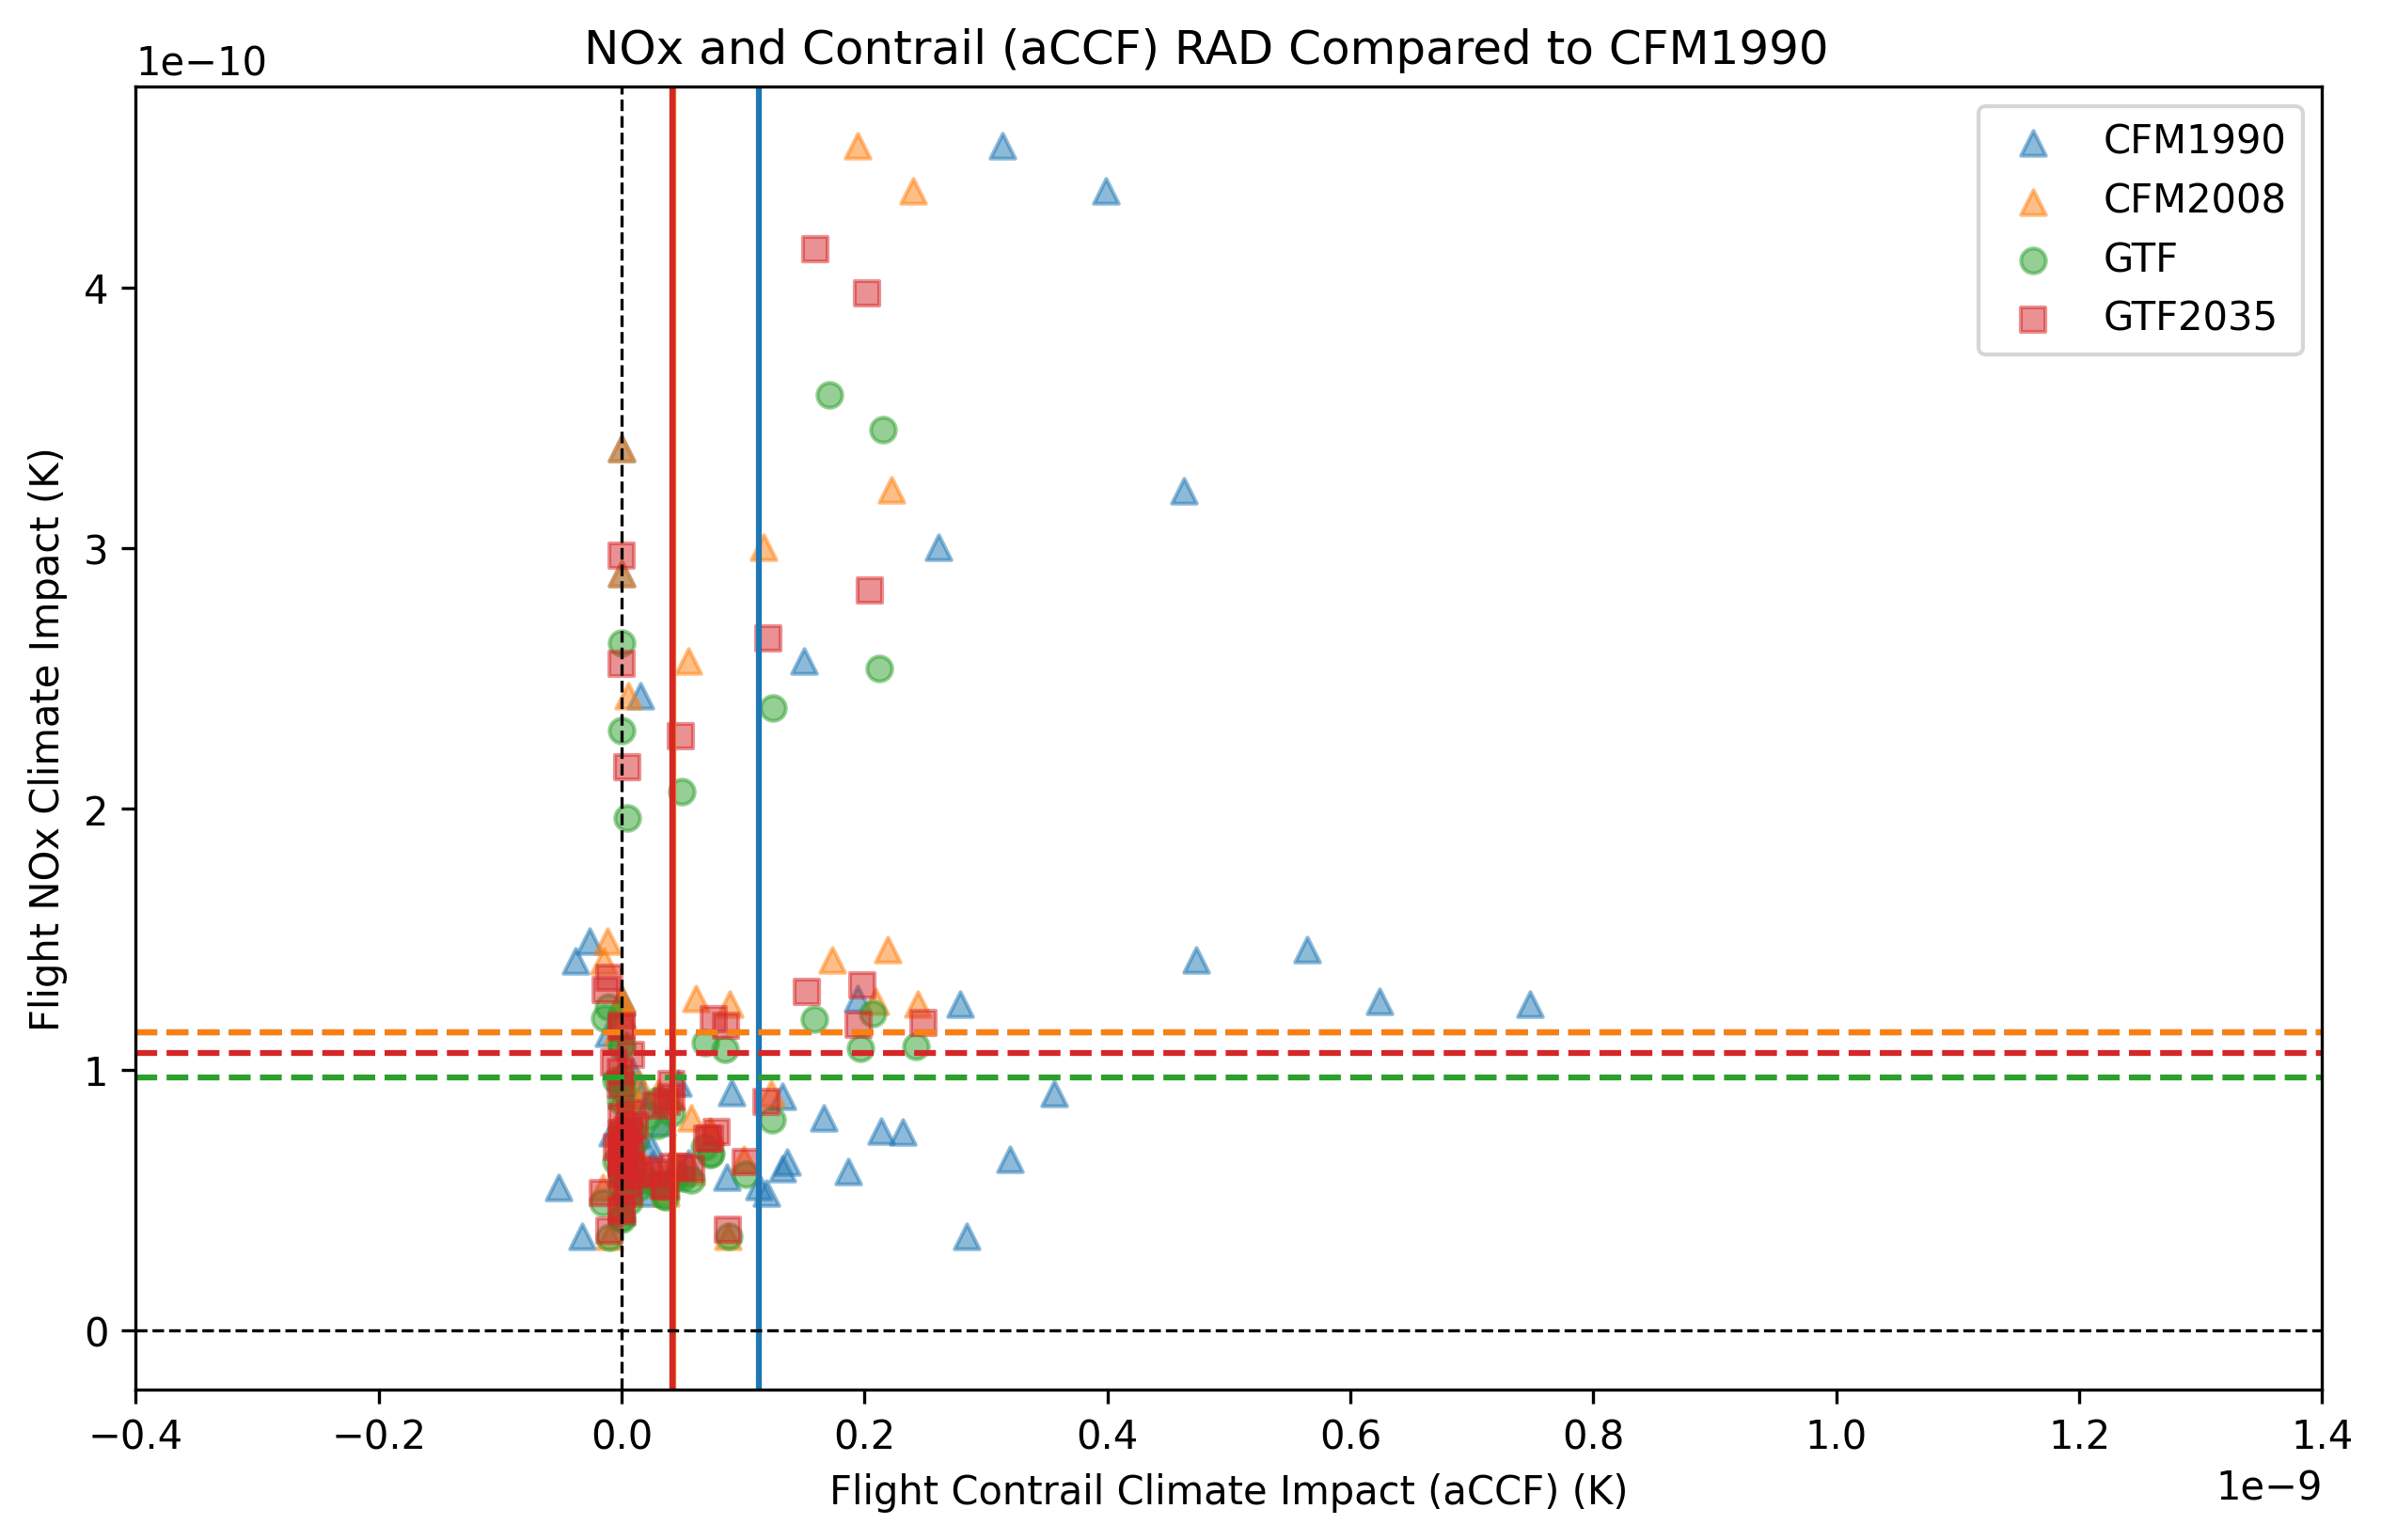 NOx and Contrail (aCCF) RAD Compared to CFM1990
1e−10
CFM1990
CFM2008
GTF
GTF2035
Flight NOx Climate Impact (K)
4
3
2
1
0
−0.4 −0.2 0.0 0.2 0.4 0.6 0.8 1.0 1.2 1.4
Flight Contrail Climate Impact (aCCF) (K)
1e−9